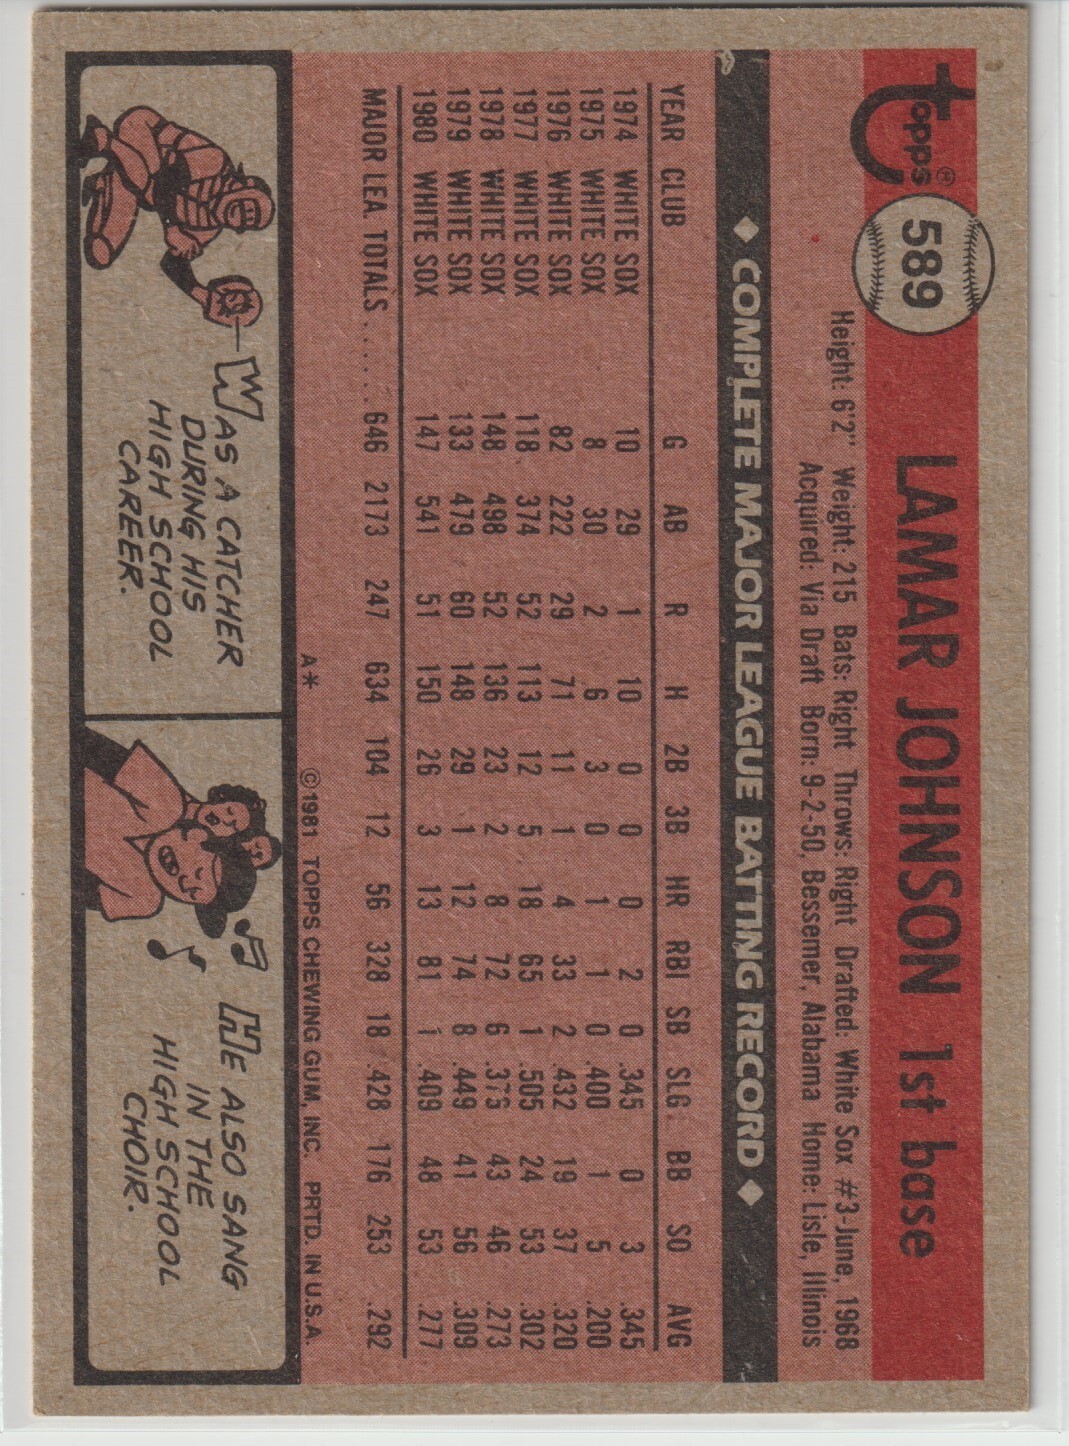 Topps®
589
LAMAR JOHNSON 1st base
Height: 6'2" Weight: 215 Bats: Right Throws: Right Drafted: White Sox #3-June, 1968
Acquired: Via Draft Born: 9-2-50, Bessemer, Alabama Home: Lisle, Illinois
◆ COMPLETE MAJOR LEAGUE BATTING RECORD ◆
YEAR CLUB G AB R H 2B 3B HR RBI SB SLG BB SO AVG
1974 WHITE SOX 10 29 1 10 0 0 0 2 0 .345 0 3 .345
1975 WHITE SOX 8 30 2 6 3 0 1 1 0 .400 1 5 .200
1976 WHITE SOX 82 222 29 71 11 1 4 33 2 .432 19 37 .320
1977 WHITE SOX 118 374 52 113 12 5 18 65 1 .505 24 53 .302
1978 WHITE SOX 148 498 52 136 23 2 8 72 6 .373 43 46 .273
1979 WHITE SOX 133 479 60 148 29 1 12 74 8 .449 41 56 .309
1980 WHITE SOX 147 541 51 150 26 3 13 81 1 .409 48 53 .277
MAJOR LEA. TOTALS...... 646 2173 247 634 104 12 56 328 18 .428 176 253 .292
A* ©1981 TOPPS CHEWING GUM, INC. PRTD. IN U.S.A.
WAS A CATCHER
DURING HIS
HIGH SCHOOL
CAREER.
HE ALSO SANG
IN THE
HIGH SCHOOL
CHOIR.